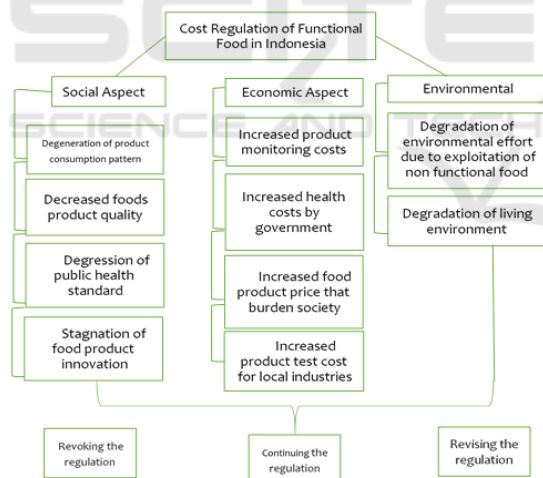 Cost Regulation of Functional
Food in Indonesia
Social Aspect
Degeneration of product
consumption pattern
Decreased foods
product quality
Degression of
public health
standard
Stagnation of
food product
innovation
Economic Aspect
Increased product
monitoring costs
Increased health
costs by
government
Increased food
product price that
burden society
Increased
product test cost
for local industries
Environmental
Degradation of
environmental effort
due to exploitation of
non functional food
Degradation of living
environment
Revoking the
regulation
Continuing the
regulation
Revising the
regulation
SCIENCE AND TECH